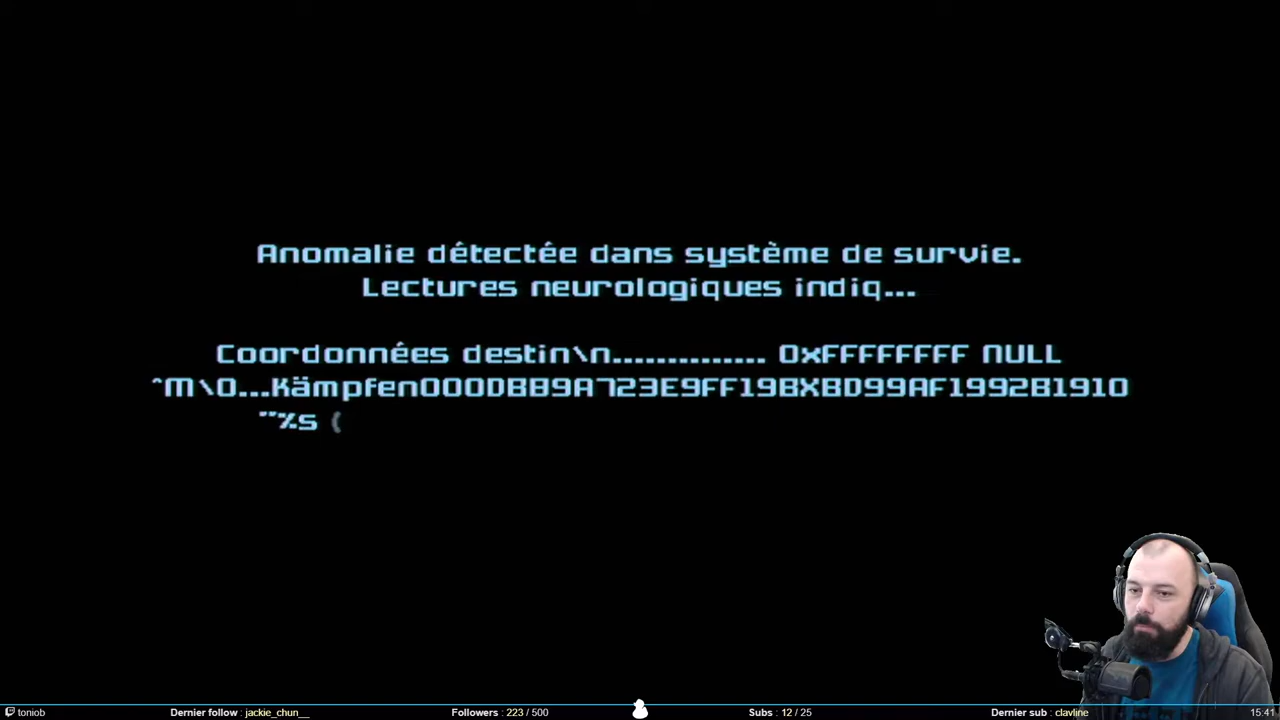 Anomalie détectée dans système de survie.
Lectures neurologiques indiq...
Coordonnées destin\n.............. 0xFFFFFFFF NULL
^M\0...Kämpfen000DBB9A723E9FF19BXBD99AF1992B1910
~~%s (
toniob
Dernier follow : jackie_chun__
Followers : 223 / 500
Subs : 12 / 25
Dernier sub : clavline
15:41